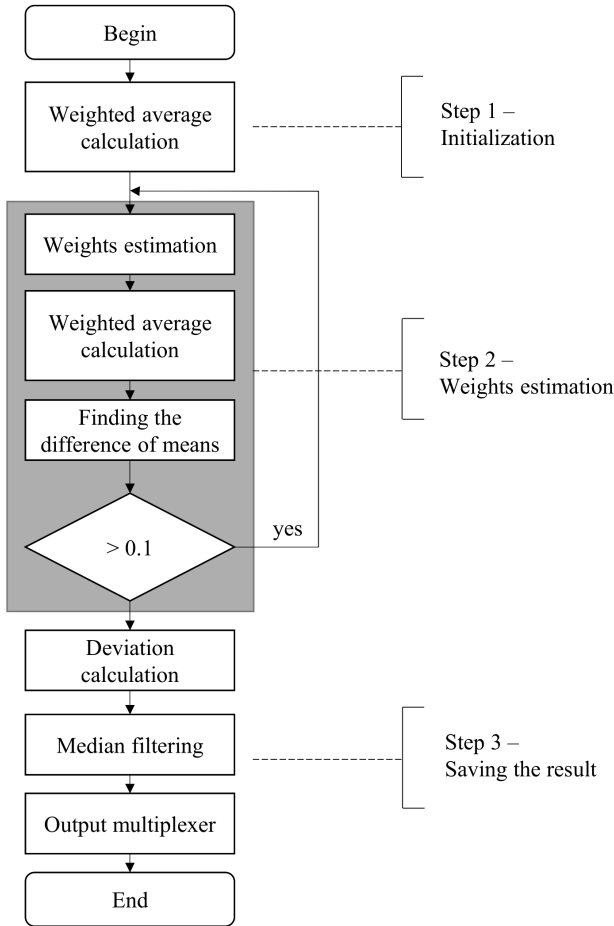 Begin
Weighted average
calculation
Step 1 –
Initialization
Weights estimation
Weighted average
calculation
Step 2 –
Weights estimation
Finding the
difference of means
> 0.1
yes
Deviation
calculation
Median filtering
Step 3 –
Saving the result
Output multiplexer
End